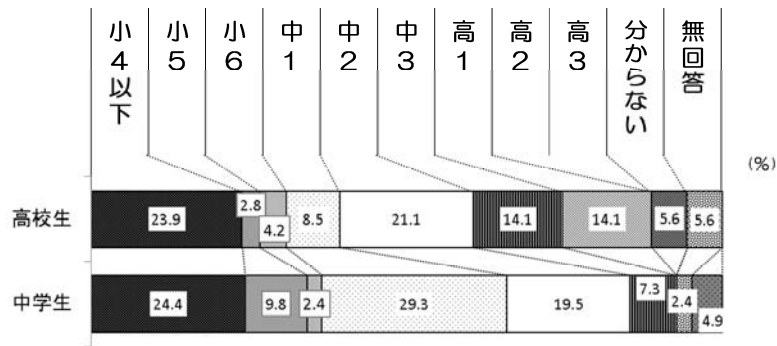 小4以下
小5
小6
中1
中2
中3
高1
高2
高3
分からない
無回答
(%)
高校生
23.9
2.8
4.2
8.5
21.1
14.1
14.1
5.6
5.6
中学生
24.4
9.8
2.4
29.3
19.5
7.3
2.4
4.9